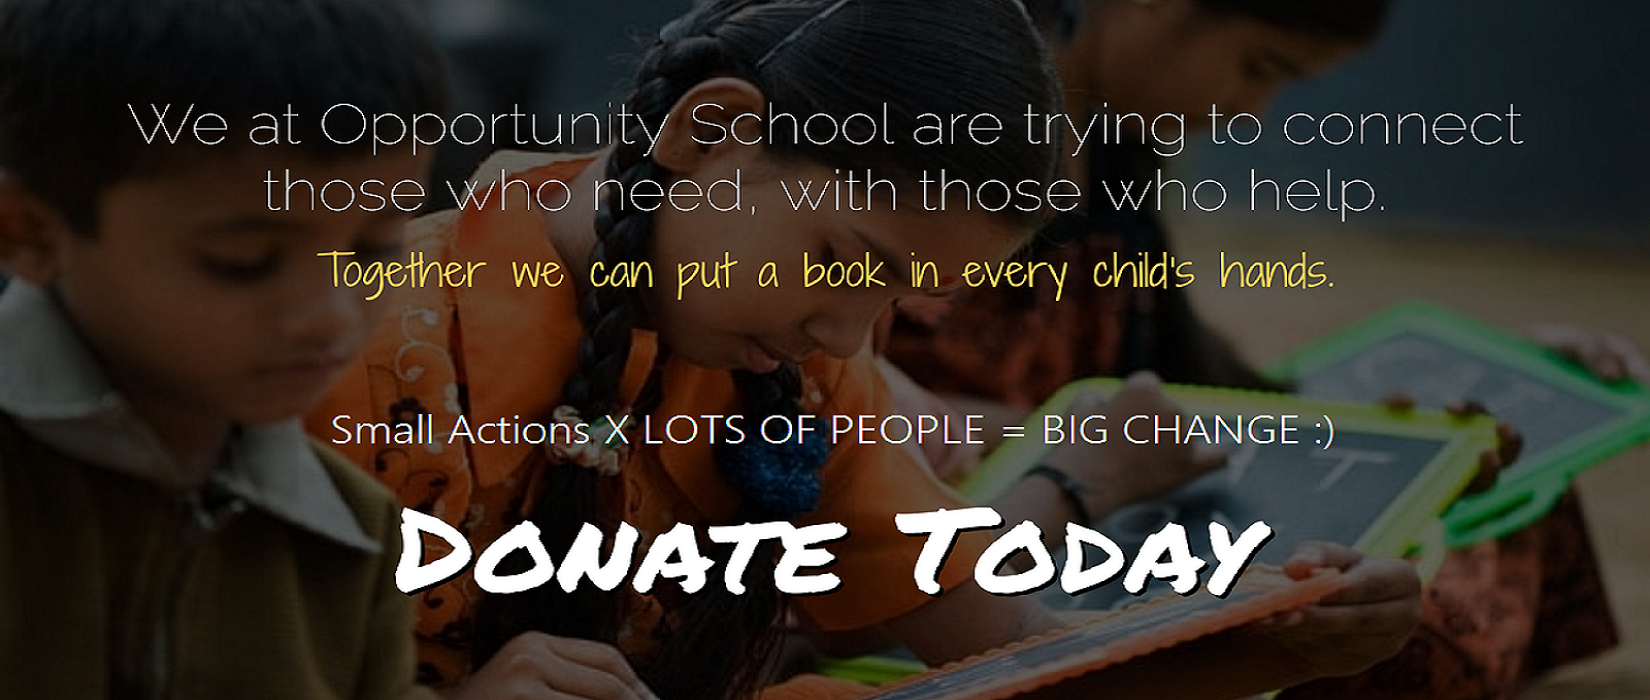 We at Opportunity School are trying to connect
those who need, with those who help.
Together we can put a book in every child's hands.
Small Actions X LOTS OF PEOPLE = BIG CHANGE :)
DONATE TODAY